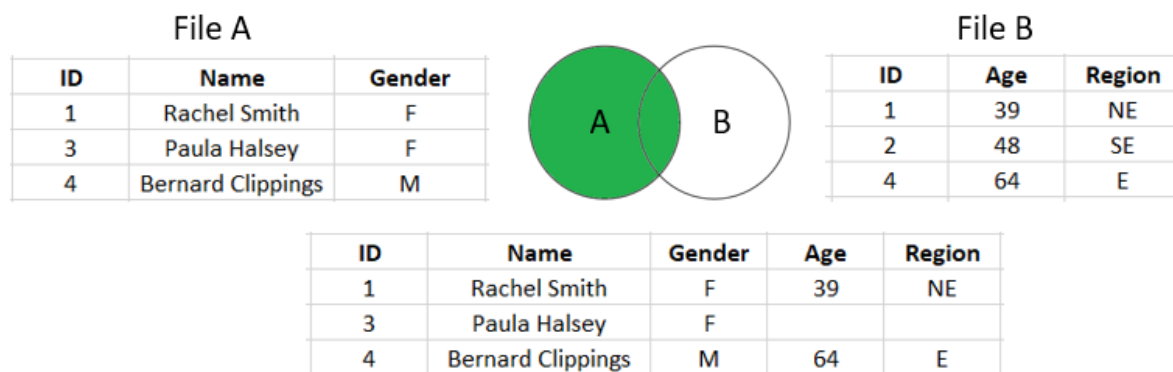 File A
ID Name Gender
1 Rachel Smith F
3 Paula Halsey F
4 Bernard Clippings M
A B
File B
ID Age Region
1 39 NE
2 48 SE
4 64 E
ID Name Gender Age Region
1 Rachel Smith F 39 NE
3 Paula Halsey F
4 Bernard Clippings M 64 E